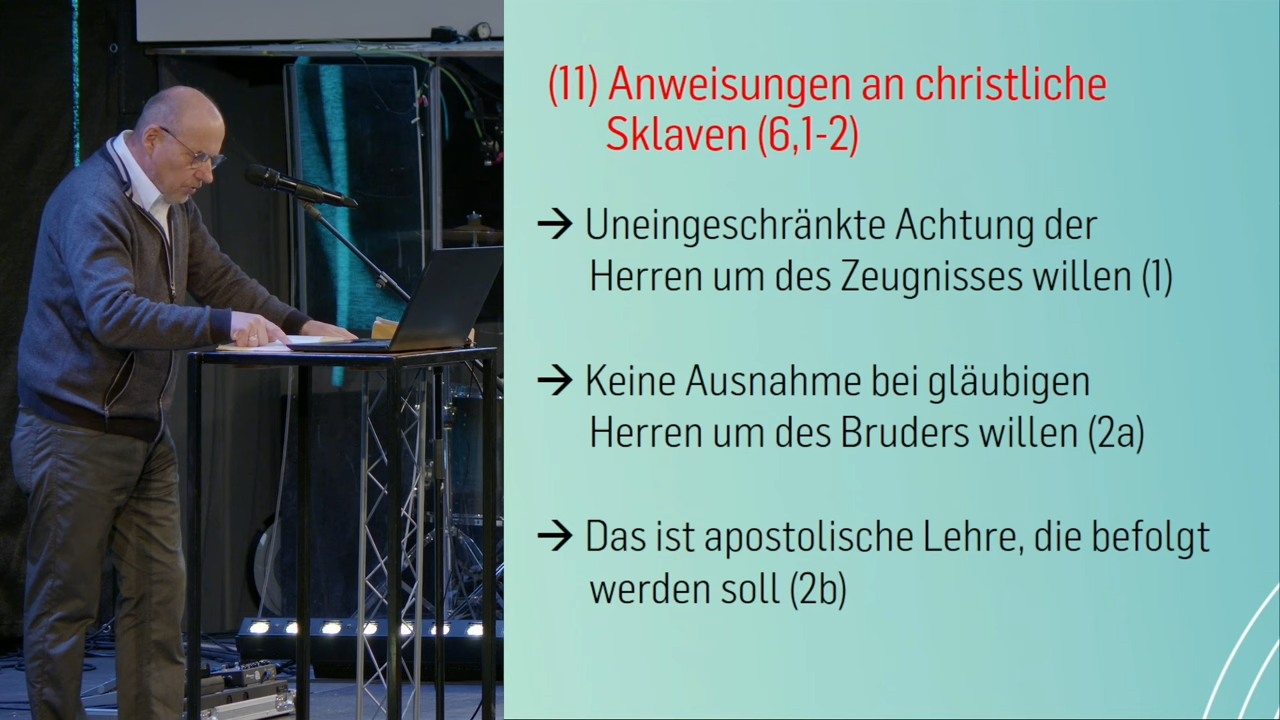 (11) Anweisungen an christliche
Sklaven (6,1-2)
→ Uneingeschränkte Achtung der
Herren um des Zeugnisses willen (1)
→ Keine Ausnahme bei gläubigen
Herren um des Bruders willen (2a)
→ Das ist apostolische Lehre, die befolgt
werden soll (2b)